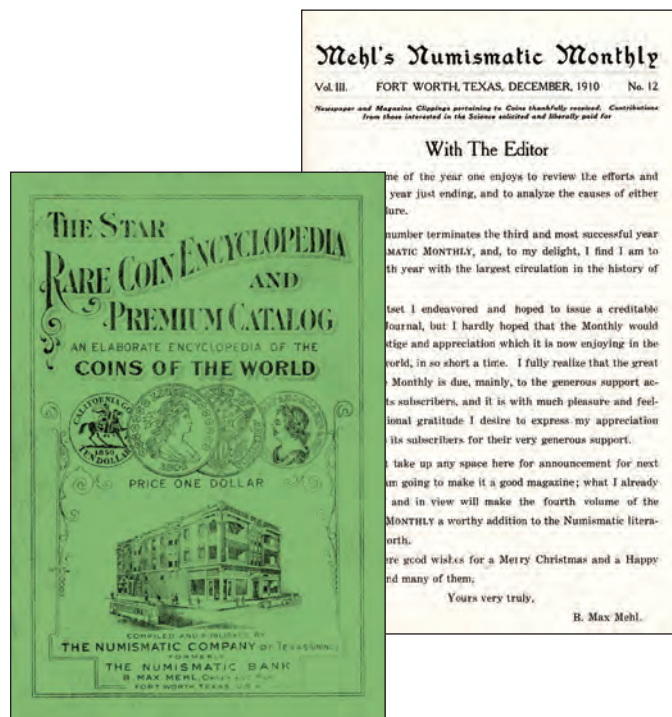 Mehl's Numismatic Monthly
Vol. III. FORT WORTH, TEXAS, DECEMBER, 1910 No. 12
Newspaper and Magazine Clippings pertaining to Coins thankfully received. Contributions
from those interested in the Science solicited and liberally paid for
With The Editor
me of the year one enjoys to review the efforts and
year just ending, and to analyze the causes of either
lure.
number terminates the third and most successful year
MATIC MONTHLY, and, to my delight, I find I am to
th year with the largest circulation in the history of
tset I endeavored and hoped to issue a creditable
ournal, but I hardly hoped that the Monthly would
tige and appreciation which it is now enjoying in the
orld, in so short a time. I fully realize that the great
Monthly is due, mainly, to the generous support ac-
ts subscribers, and it is with much pleasure and feel-
ional gratitude I desire to express my appreciation
its subscribers for their very generous support.
t take up any space here for announcement for next
am going to make it a good magazine; what I already
and in view will make the fourth volume of the
MONTHLY a worthy addition to the Numismatic litera-
orth.
ere good wishes for a Merry Christmas and a Happy
nd many of them,
Yours very truly,
B. Max Mehl.
THE STAR
RARE COIN ENCYCLOPEDIA
AND
PREMIUM CATALOG
AN ELABORATE ENCYCLOPEDIA OF THE
COINS OF THE WORLD
CALIFORNIA CO.
1850
TEN DOLLAR
PRICE ONE DOLLAR
COMPILED AND PUBLISHED BY
THE NUMISMATIC COMPANY OF TEXAS
FORMERLY
THE NUMISMATIC BANK
B. MAX MEHL,
FORT WORTH, TEXAS, U.S.A.